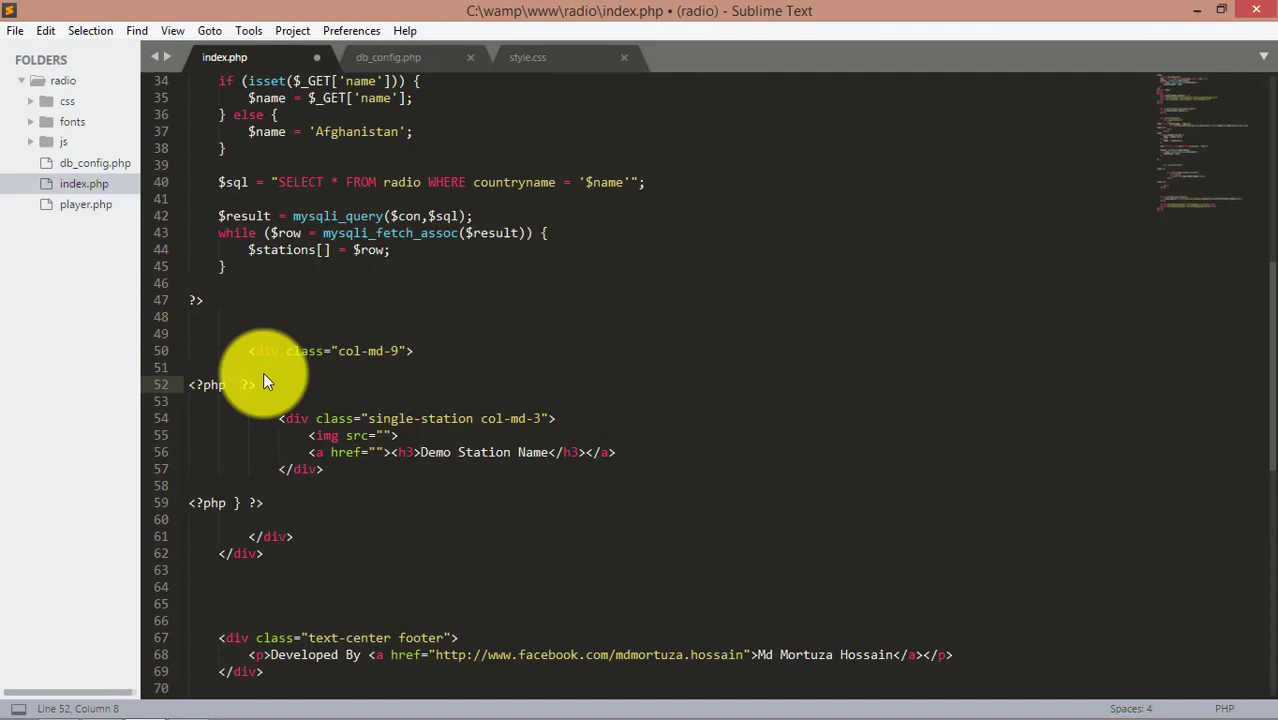 C:\wamp\www\radio\index.php • (radio) - Sublime Text
File Edit Selection Find View Goto Tools Project Preferences Help
FOLDERS
radio
css
fonts
js
db_config.php
index.php
player.php
index.php db_config.php style.css
34 if (isset($_GET['name'])) {
35 $name = $_GET['name'];
36 } else {
37 $name = 'Afghanistan';
38 }
39
40 $sql = "SELECT * FROM radio WHERE countryname = '$name'";
41
42 $result = mysqli_query($con,$sql);
43 while ($row = mysqli_fetch_assoc($result)) {
44 $stations[] = $row;
45 }
46
47 ?>
48
49
50 <div class="col-md-9">
51
52 <?php ?>
53
54 <div class="single-station col-md-3">
55 <img src="">
56 <a href=""><h3>Demo Station Name</h3></a>
57 </div>
58
59 <?php } ?>
60
61 </div>
62 </div>
63
64
65
66
67 <div class="text-center footer">
68 <p>Developed By <a href="http://www.facebook.com/mdmortuza.hossain">Md Mortuza Hossain</a></p>
69 </div>
70
Line 52, Column 8 Spaces: 4 PHP